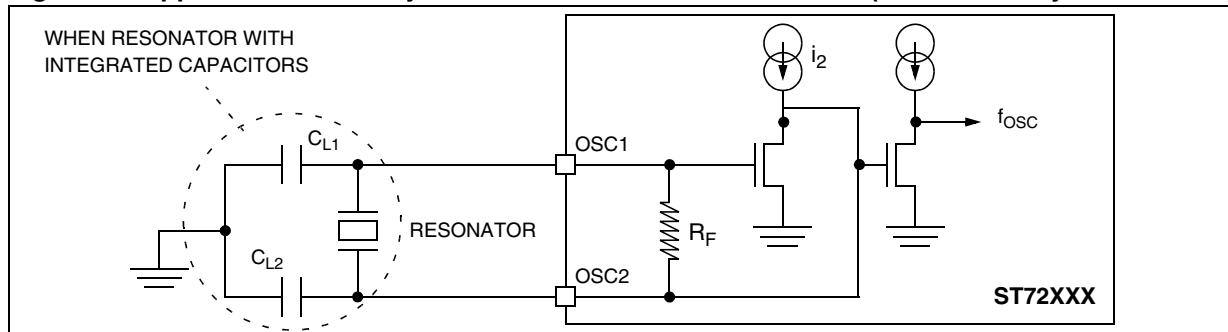 WHEN RESONATOR WITH
INTEGRATED CAPACITORS
i2
fOSC
CL1
OSC1
RESONATOR
RF
CL2
OSC2
ST72XXX